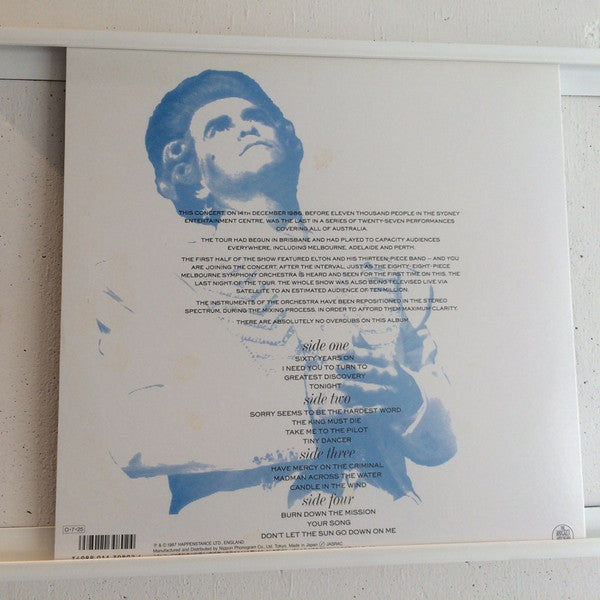 THIS CONCERT ON 14TH DECEMBER 1986, BEFORE ELEVEN THOUSAND PEOPLE IN THE SYDNEY
ENTERTAINMENT CENTRE, WAS THE LAST IN A SERIES OF TWENTY-SEVEN PERFORMANCES
COVERING ALL OF AUSTRALIA.
THE TOUR HAD BEGUN IN BRISBANE AND HAD PLAYED TO CAPACITY AUDIENCES
EVERYWHERE, INCLUDING MELBOURNE, ADELAIDE AND PERTH.
THE FIRST HALF OF THE SHOW FEATURED ELTON AND HIS THIRTEEN-PIECE BAND – AND YOU
ARE JOINING THE CONCERT, AFTER THE INTERVAL, JUST AS THE EIGHTY-EIGHT-PIECE
MELBOURNE SYMPHONY ORCHESTRA IS HEARD AND SEEN FOR THE FIRST TIME ON THIS, THE
LAST NIGHT OF THE TOUR. THE WHOLE SHOW WAS ALSO BEING TELEVISED LIVE VIA
SATELLITE TO AN ESTIMATED AUDIENCE OF TEN MILLION.
THE INSTRUMENTS OF THE ORCHESTRA HAVE BEEN REPOSITIONED IN THE STEREO
SPECTRUM, DURING THE MIXING PROCESS, IN ORDER TO AFFORD THEM MAXIMUM CLARITY.
THERE ARE ABSOLUTELY NO OVERDUBS ON THIS ALBUM.
side one
SIXTY YEARS ON
I NEED YOU TO TURN TO
GREATEST DISCOVERY
TONIGHT
side two
SORRY SEEMS TO BE THE HARDEST WORD
THE KING MUST DIE
TAKE ME TO THE PILOT
TINY DANCER
side three
HAVE MERCY ON THE CRIMINAL
MADMAN ACROSS THE WATER
CANDLE IN THE WIND
side four
BURN DOWN THE MISSION
YOUR SONG
DON'T LET THE SUN GO DOWN ON ME
O-7-25
℗ & © 1987 HAPPENSTANCE LTD., ENGLAND.
Manufactured and Distributed by Nippon Phonogram Co., Ltd. Tokyo. Made in Japan JASRAC